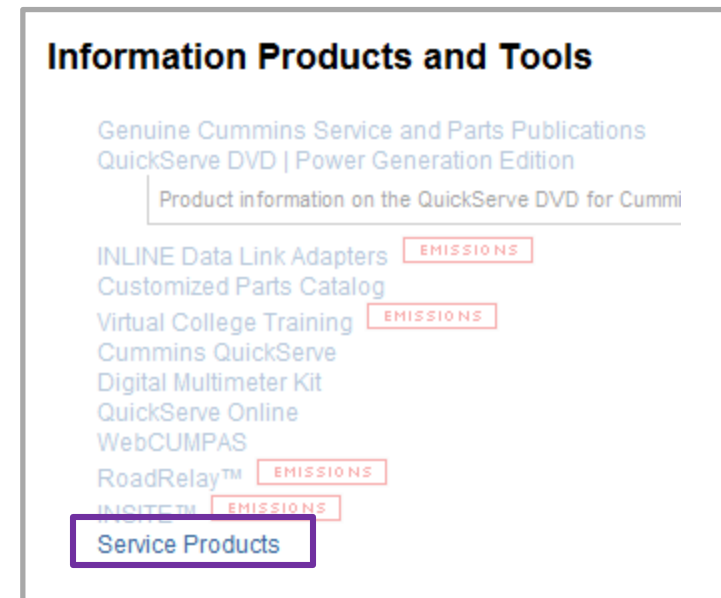 Information Products and Tools
Genuine Cummins Service and Parts Publications
QuickServe DVD | Power Generation Edition
Product information on the QuickServe DVD for Cummi
INLINE Data Link Adapters EMISSIONS
Customized Parts Catalog
Virtual College Training EMISSIONS
Cummins QuickServe
Digital Multimeter Kit
QuickServe Online
WebCUMPAS
RoadRelay™ EMISSIONS
INSITE™ EMISSIONS
Service Products